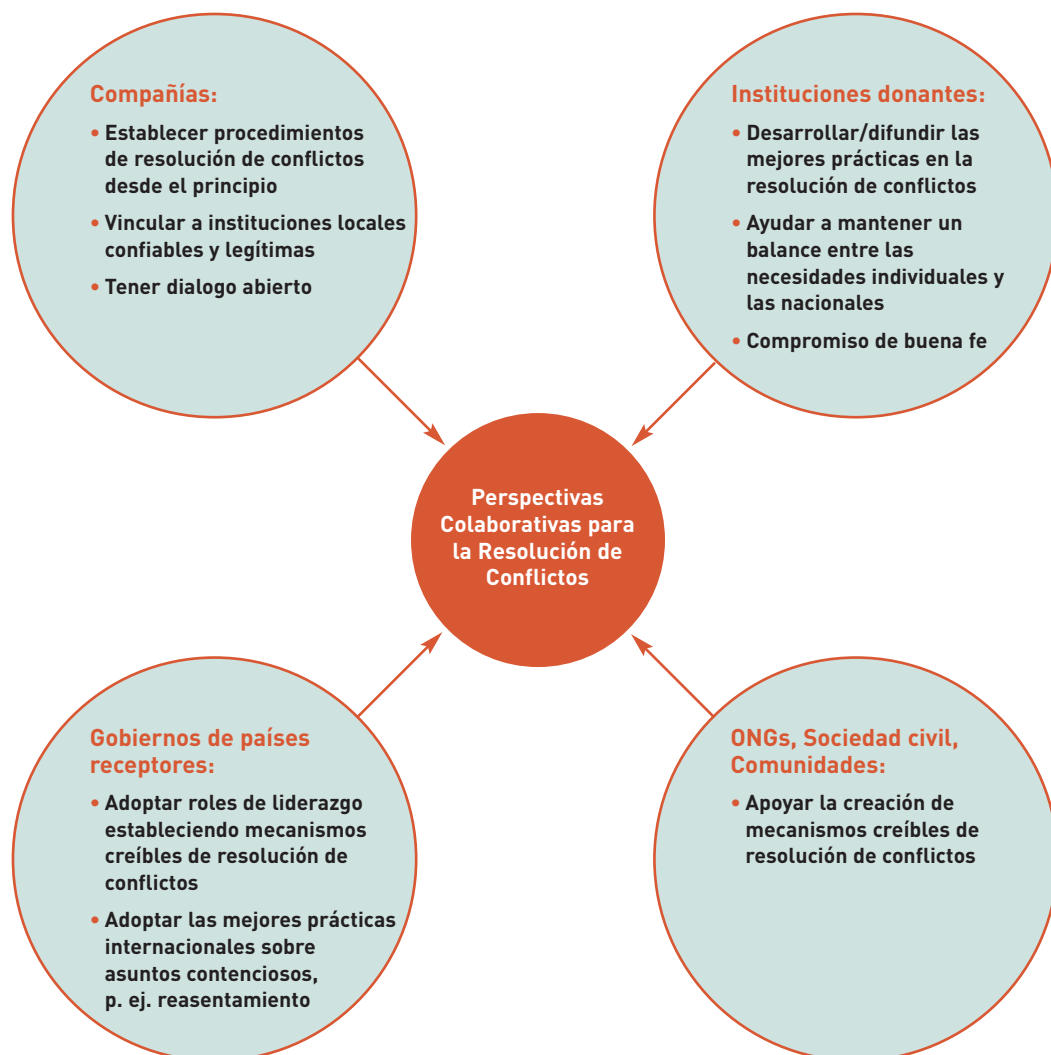 Compañías:
• Establecer procedimientos
de resolución de conflictos
desde el principio
• Vincular a instituciones locales
confiables y legítimas
• Tener dialogo abierto
Instituciones donantes:
• Desarrollar/difundir las
mejores prácticas en la
resolución de conflictos
• Ayudar a mantener un
balance entre las
necesidades individuales y
las nacionales
• Compromiso de buena fe
Perspectivas
Colaborativas para
la Resolución de
Conflictos
Gobiernos de países
receptores:
• Adoptar roles de liderazgo
estableciendo mecanismos
creíbles de resolución de
conflictos
• Adoptar las mejores prácticas
internacionales sobre
asuntos contenciosos,
p. ej. reasentamiento
ONGs, Sociedad civil,
Comunidades:
• Apoyar la creación de
mecanismos creíbles de
resolución de conflictos